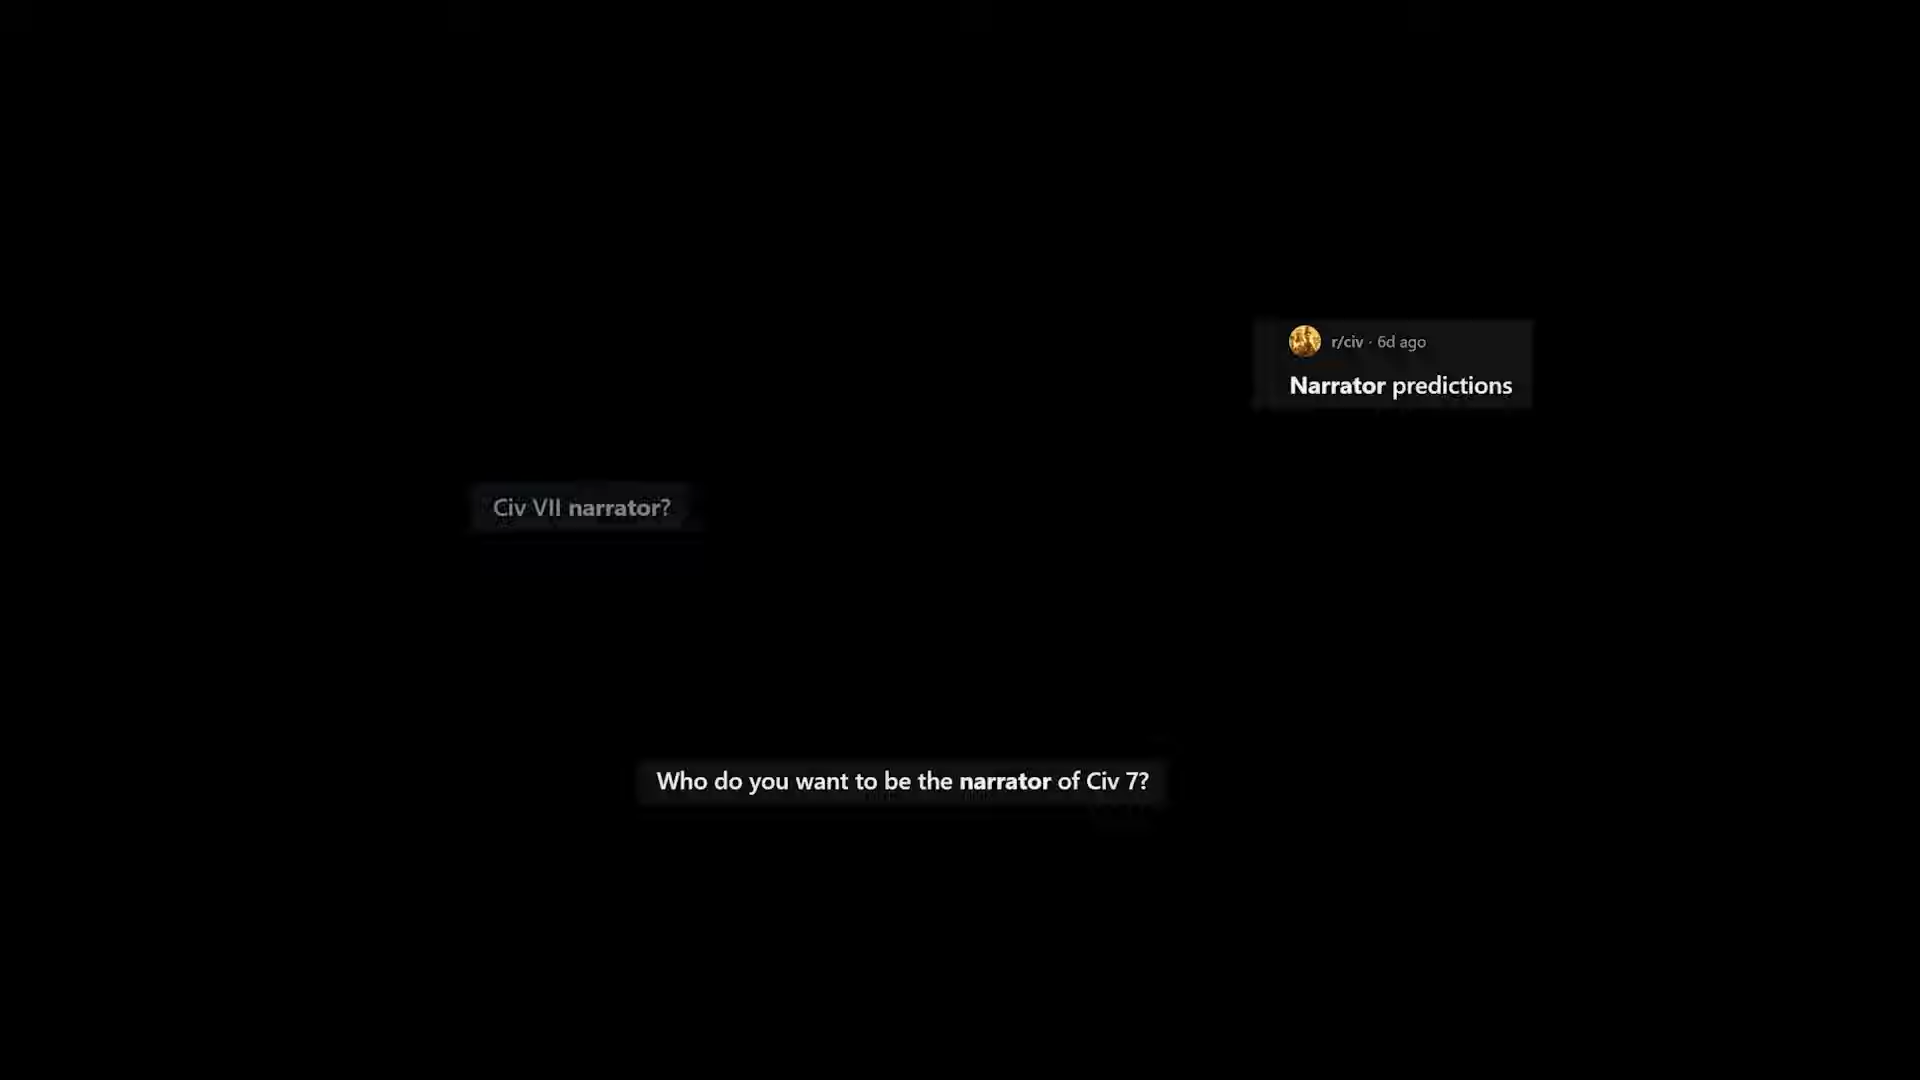 r/civ · 6d ago
Narrator predictions
Civ VII narrator?
Who do you want to be the narrator of Civ 7?